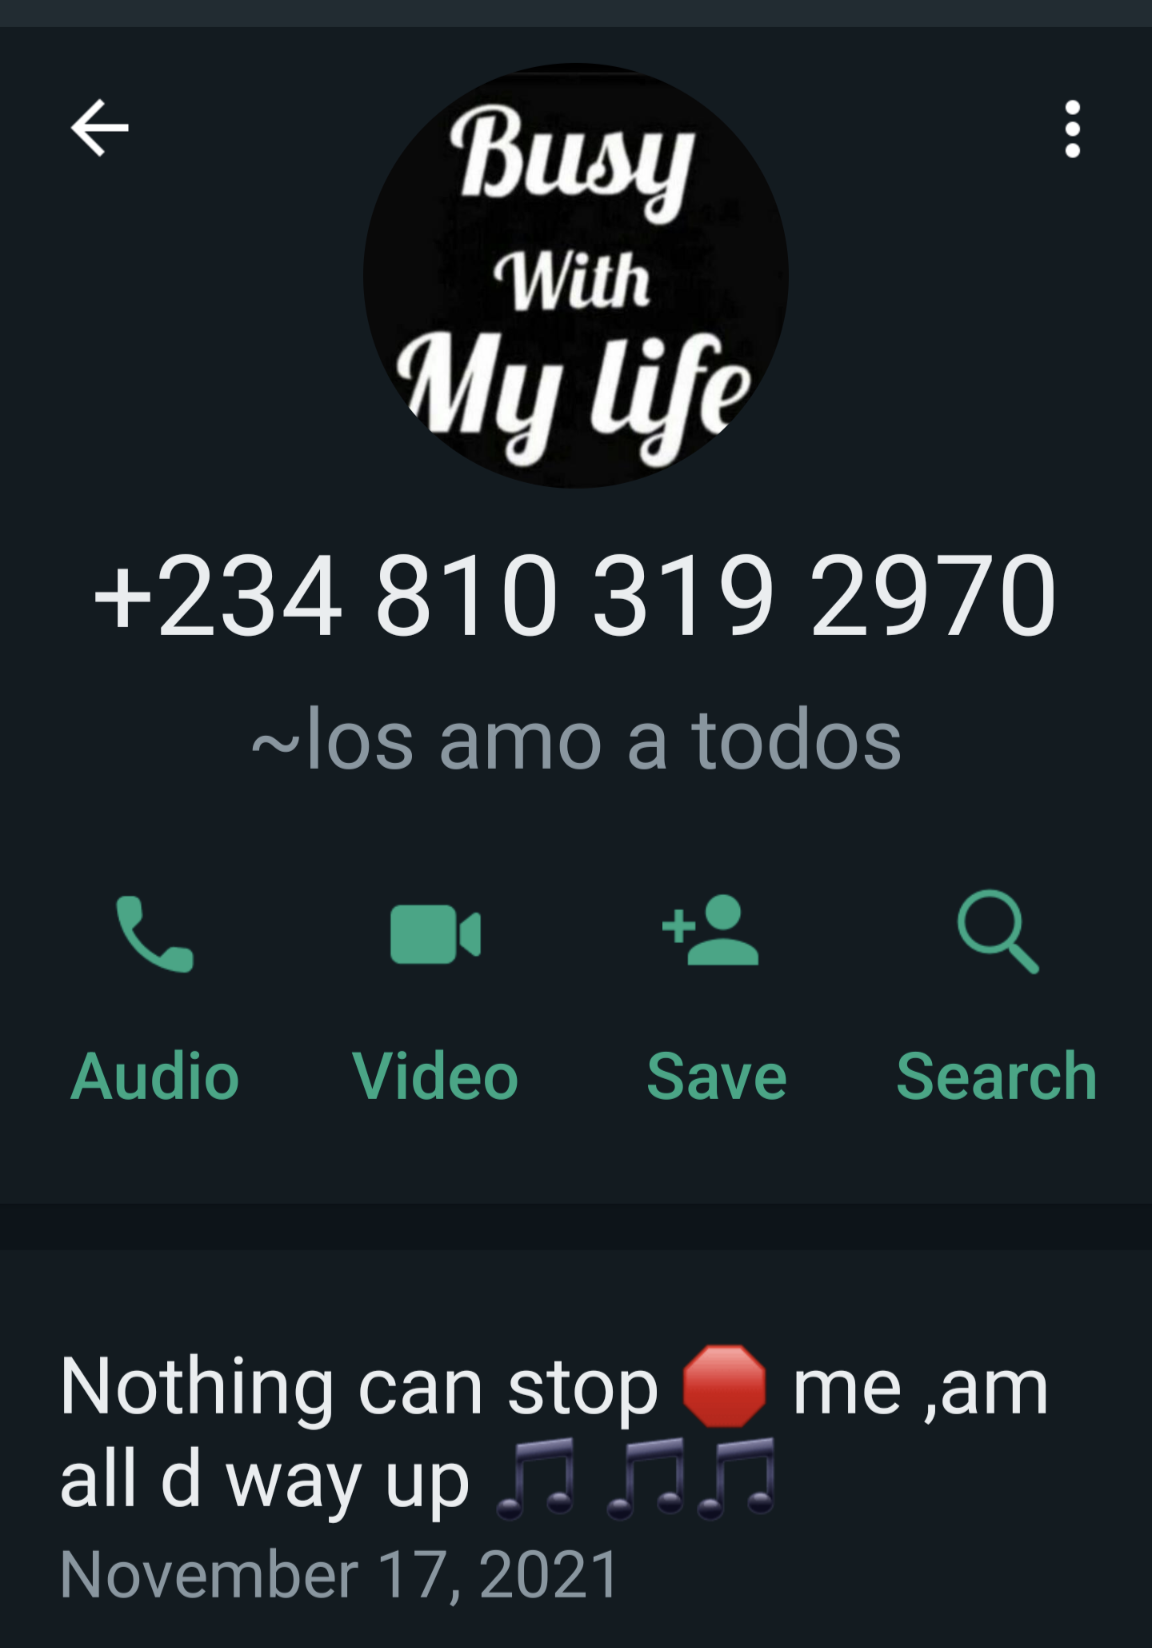 Busy
With
My life
+234 810 319 2970
~los amo a todos
Audio Video Save Search
Nothing can stop 🛑 me ,am
all d way up 🎵 🎵🎵
November 17, 2021